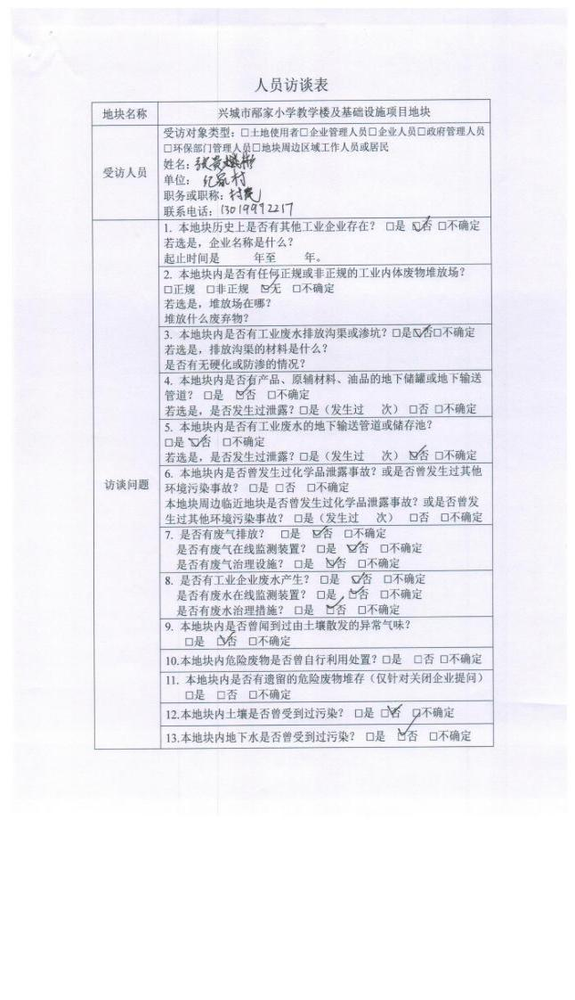 人员访谈表
地块名称 兴城市郦家小学教学楼及基础设施项目地块
受访人员
受访对象类型：□土地使用者□企业管理人员□企业人员□政府管理人员
□环保部门管理人员□地块周边区域工作人员或居民
姓名：张
单位：纪家村
职务或职称：村民
联系电话：13019992217
访谈问题
1. 本地块历史上是否有其他工业企业存在？ □是 ☑否 □不确定
若选是，企业名称是什么？
起止时间是 年至 年。
2. 本地块内是否有任何正规或非正规的工业内体废物堆放场？
□正规 □非正规 ☑无 □不确定
若选是，堆放场在哪？
堆放什么废弃物？
3. 本地块内是否有工业废水排放沟渠或渗坑？□是☑否□不确定
若选是，排放沟渠的材料是什么？
是否有无硬化或防渗的情况？
4. 本地块内是否有产品、原辅材料、油品的地下储罐或地下输送
管道？ □是 ☑否 □不确定
若选是，是否发生过泄露？□是（发生过 次） □否 □不确定
5. 本地块内是否有工业废水的地下输送管道或储存池？
□是 ☑否 □不确定
若选是，是否发生过泄露？□是（发生过 次） ☑否 □不确定
6. 本地块内是否曾发生过化学品泄露事故？或是否曾发生过其他
环境污染事故？ □是 □否 □不确定
本地块周边临近地块是否曾发生过化学品泄露事故？或是否曾发
生过其他环境污染事故？ □是（发生过 次） □否 □不确定
7. 是否有废气排放？ □是 ☑否 □不确定
是否有废气在线监测装置？ □是 ☑否 □不确定
是否有废气治理设施？ □是 ☑否 □不确定
8. 是否有工业企业废水产生？ □是 ☑否 □不确定
是否有废水在线监测装置？ □是 ☑否 □不确定
是否有废水治理措施？ □是 ☑否 □不确定
9. 本地块内是否曾闻到过由土壤散发的异常气味？
□是 ☑否 □不确定
10.本地块内危险废物是否曾自行利用处置？□是 □否 □不确定
11. 本地块内是否有遗留的危险废物堆存（仅针对关闭企业提问）
□是 □否 □不确定
12.本地块内土壤是否曾受到过污染？ □是 ☑否 □不确定
13.本地块内地下水是否曾受到过污染？ □是 ☑否 □不确定